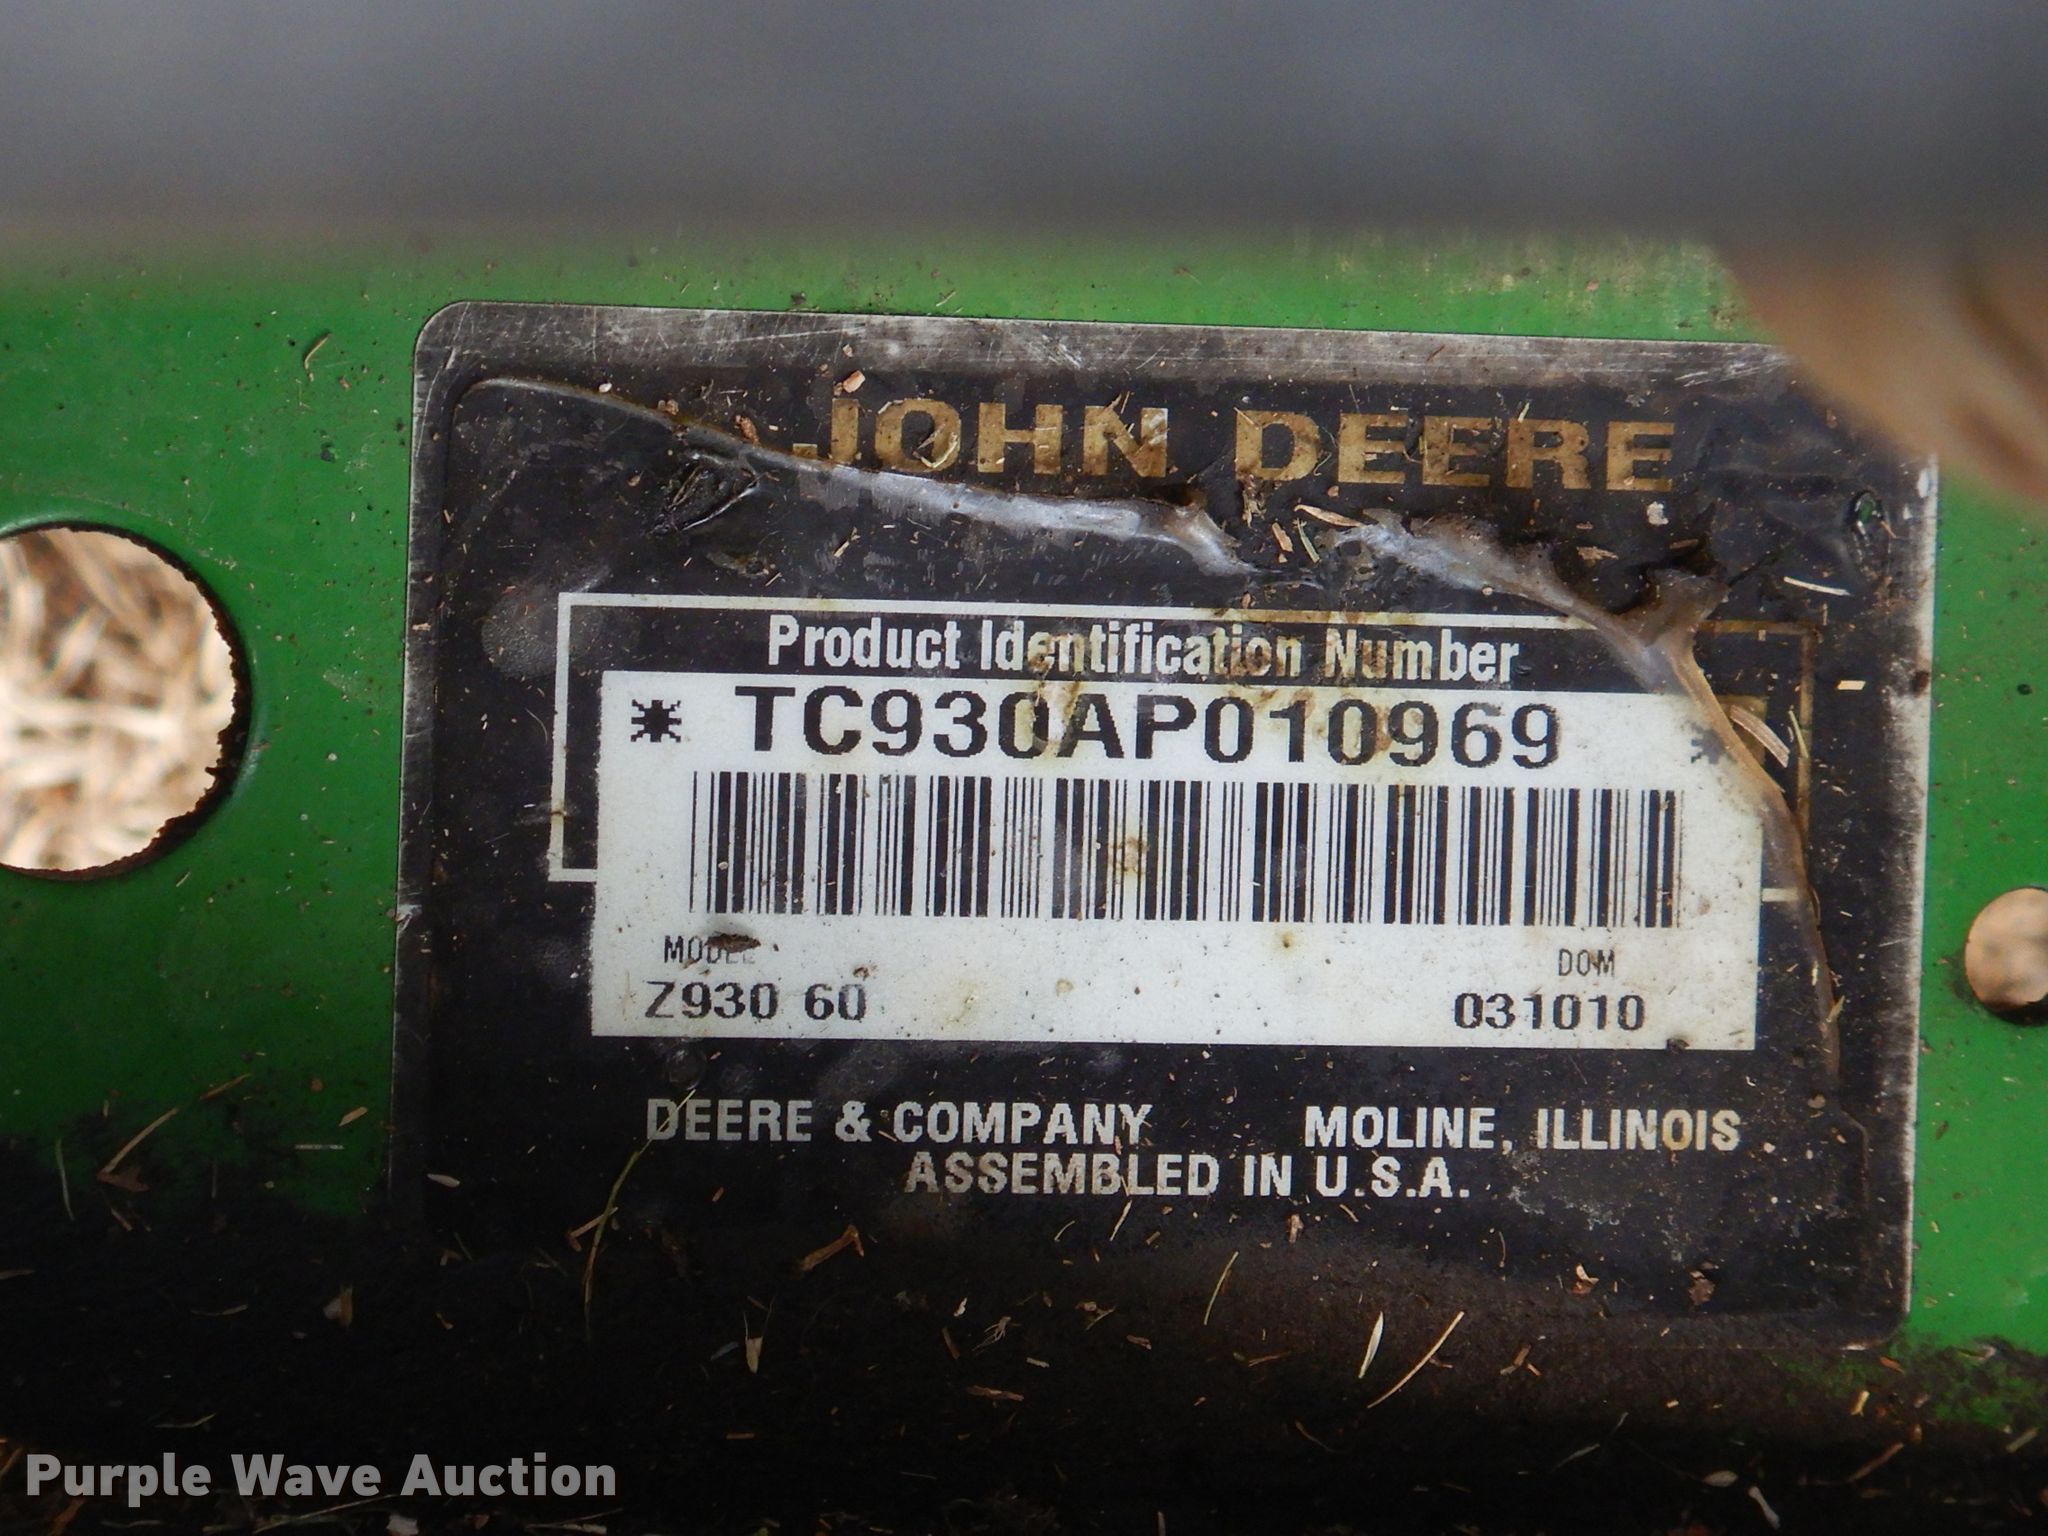 JOHN DEERE
Product Identification Number
* TC930AP010969 *
MODEL
DOM
Z930 60
031010
DEERE & COMPANY MOLINE, ILLINOIS
ASSEMBLED IN U.S.A.
Purple Wave Auction